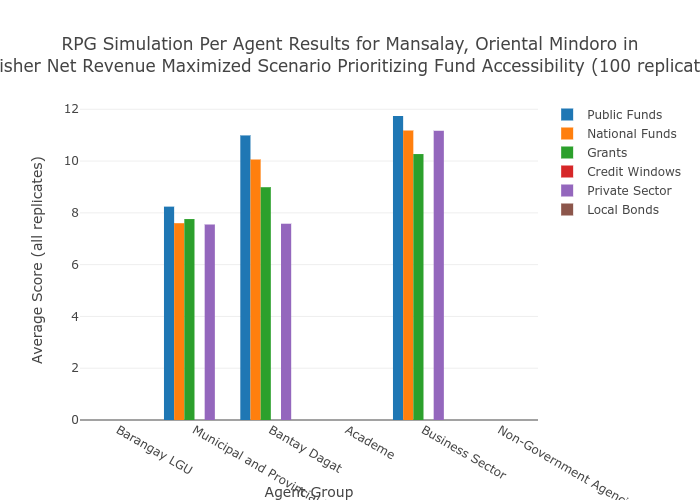 RPG Simulation Per Agent Results for Mansalay, Oriental Mindoro in
isher Net Revenue Maximized Scenario Prioritizing Fund Accessibility (100 replicat
12
10
8
6
4
2
0
Average Score (all replicates)
Public Funds
National Funds
Grants
Credit Windows
Private Sector
Local Bonds
Barangay LGU
Municipal and Provincial
Bantay Dagat
Academe
Business Sector
Non-Government Agenci
Agent Group